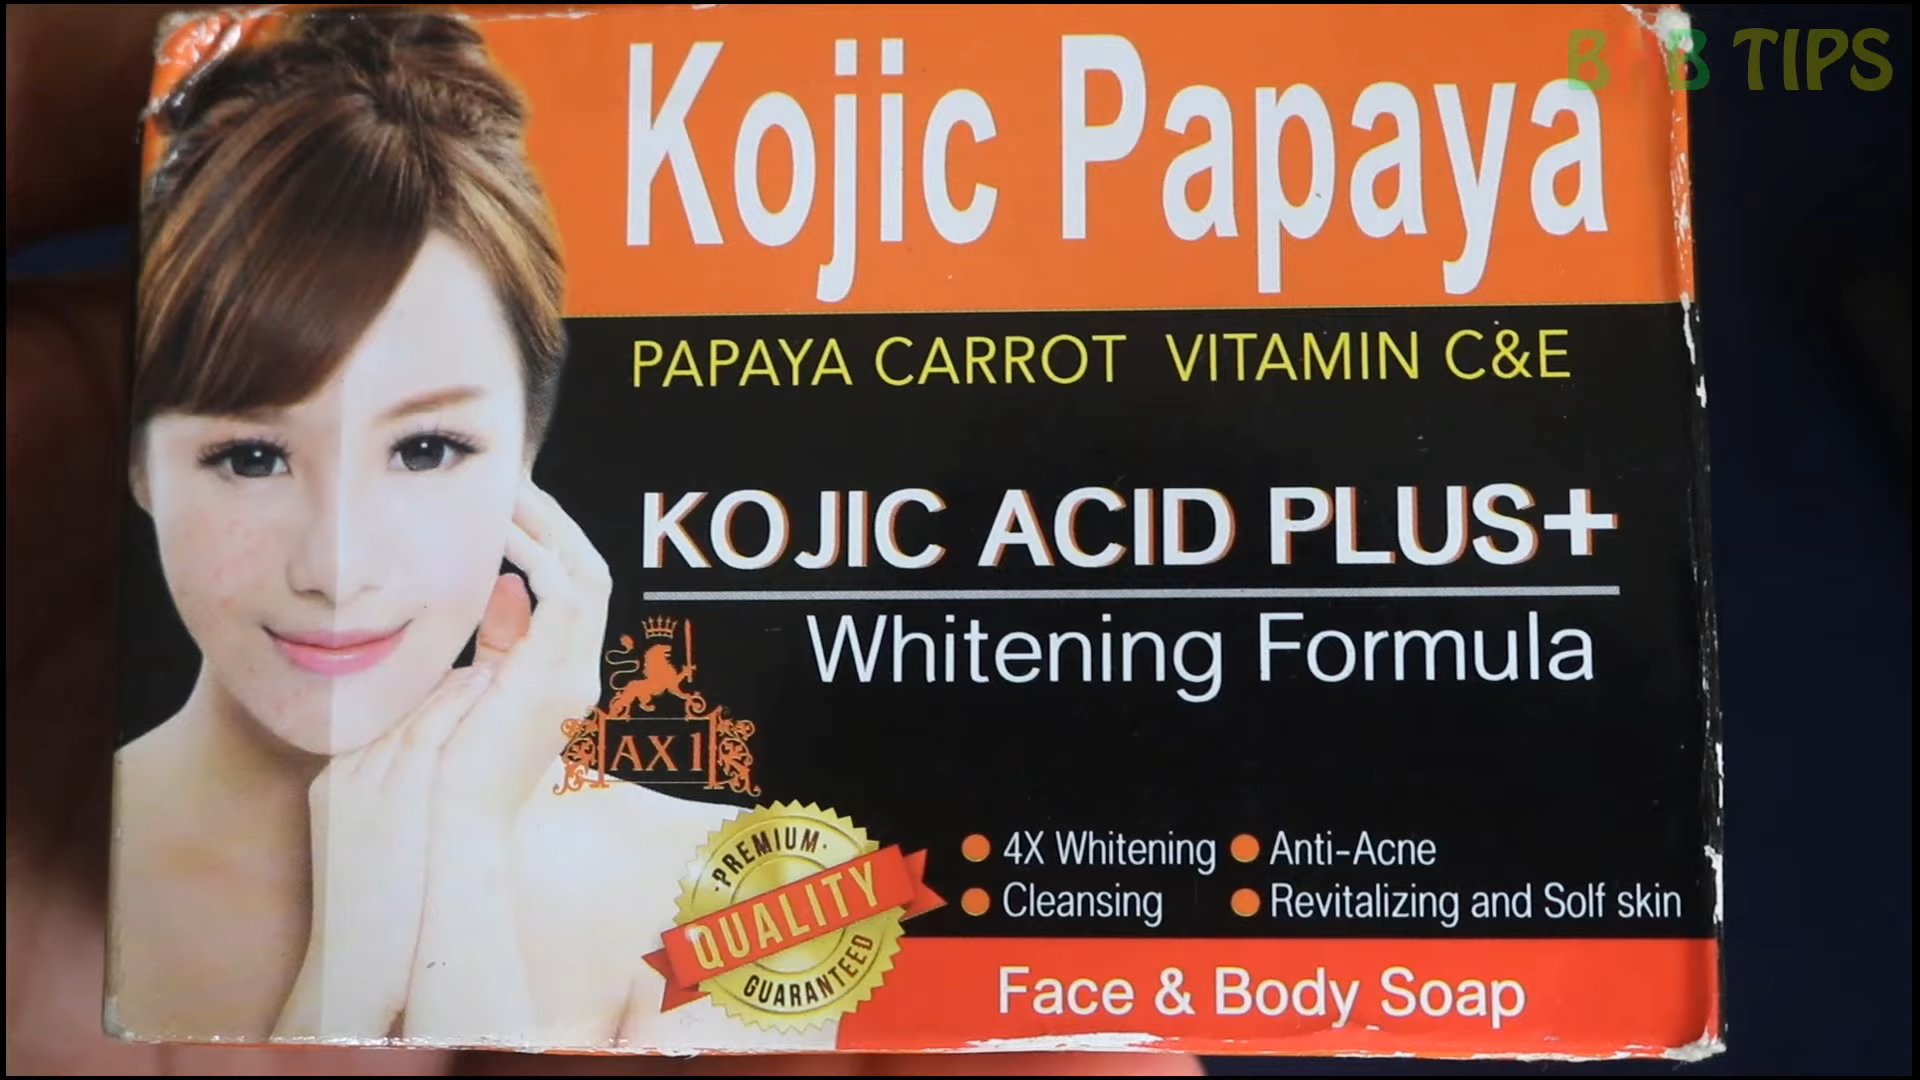 B&B TIPS
Kojic Papaya
PAPAYA CARROT VITAMIN C&E
KOJIC ACID PLUS+
Whitening Formula
AX1
PREMIUM
QUALITY
GUARANTEED
4X Whitening
Anti-Acne
Cleansing
Revitalizing and Solf skin
Face & Body Soap